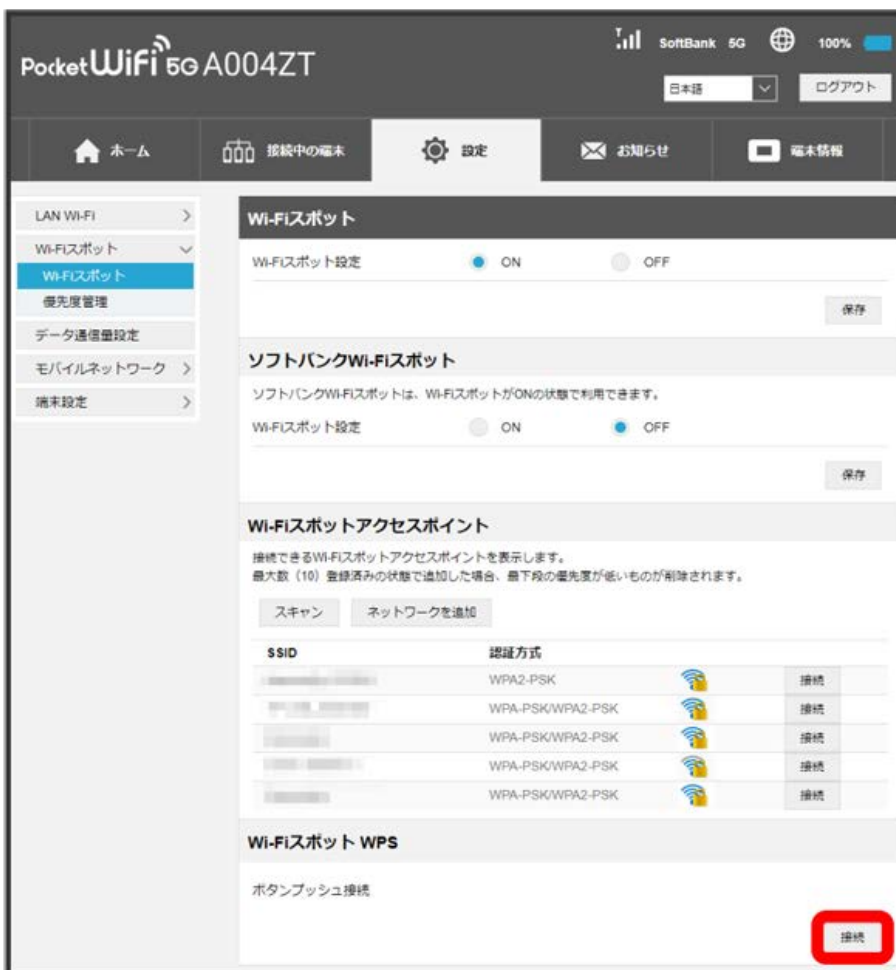 Pocket WiFi 5G A004ZT
SoftBank 5G 100%
日本語 ログアウト
ホーム 接続中の端末 設定 お知らせ 端末情報
LAN Wi-Fi
Wi-Fiスポット
Wi-Fiスポット
優先度管理
データ通信量設定
モバイルネットワーク
端末設定
Wi-Fiスポット
Wi-Fiスポット設定 ON OFF
保存
ソフトバンクWi-Fiスポット
ソフトバンクWi-Fiスポットは、Wi-FiスポットがONの状態で利用できます。
Wi-Fiスポット設定 ON OFF
保存
Wi-Fiスポットアクセスポイント
接続できるWi-Fiスポットアクセスポイントを表示します。
最大数（10）登録済みの状態で追加した場合、最下段の優先度が低いものが削除されます。
スキャン ネットワークを追加
SSID 認証方式
WPA2-PSK 接続
WPA-PSK/WPA2-PSK 接続
WPA-PSK/WPA2-PSK 接続
WPA-PSK/WPA2-PSK 接続
WPA-PSK/WPA2-PSK 接続
Wi-Fiスポット WPS
ボタンプッシュ接続
接続